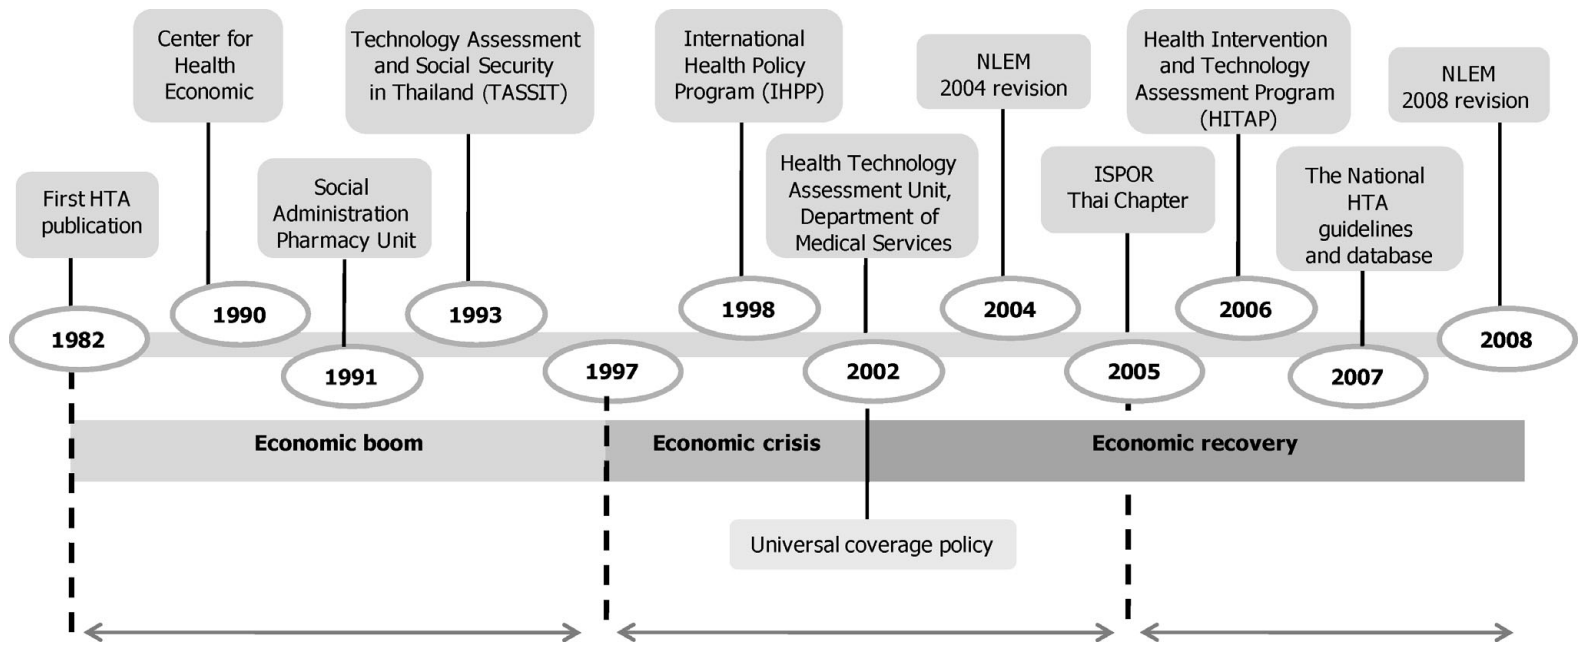 Center for
Health
Economic
Technology Assessment
and Social Security
in Thailand (TASSIT)
International
Health Policy
Program (IHPP)
NLEM
2004 revision
Health Intervention
and Technology
Assessment Program
(HITAP)
NLEM
2008 revision
First HTA
publication
Social
Administration
Pharmacy Unit
Health Technology
Assessment Unit,
Department of
Medical Services
ISPOR
Thai Chapter
The National
HTA
guidelines
and database
1982
1990
1991
1993
1997
1998
2002
2004
2005
2006
2007
2008
Economic boom
Economic crisis
Economic recovery
Universal coverage policy